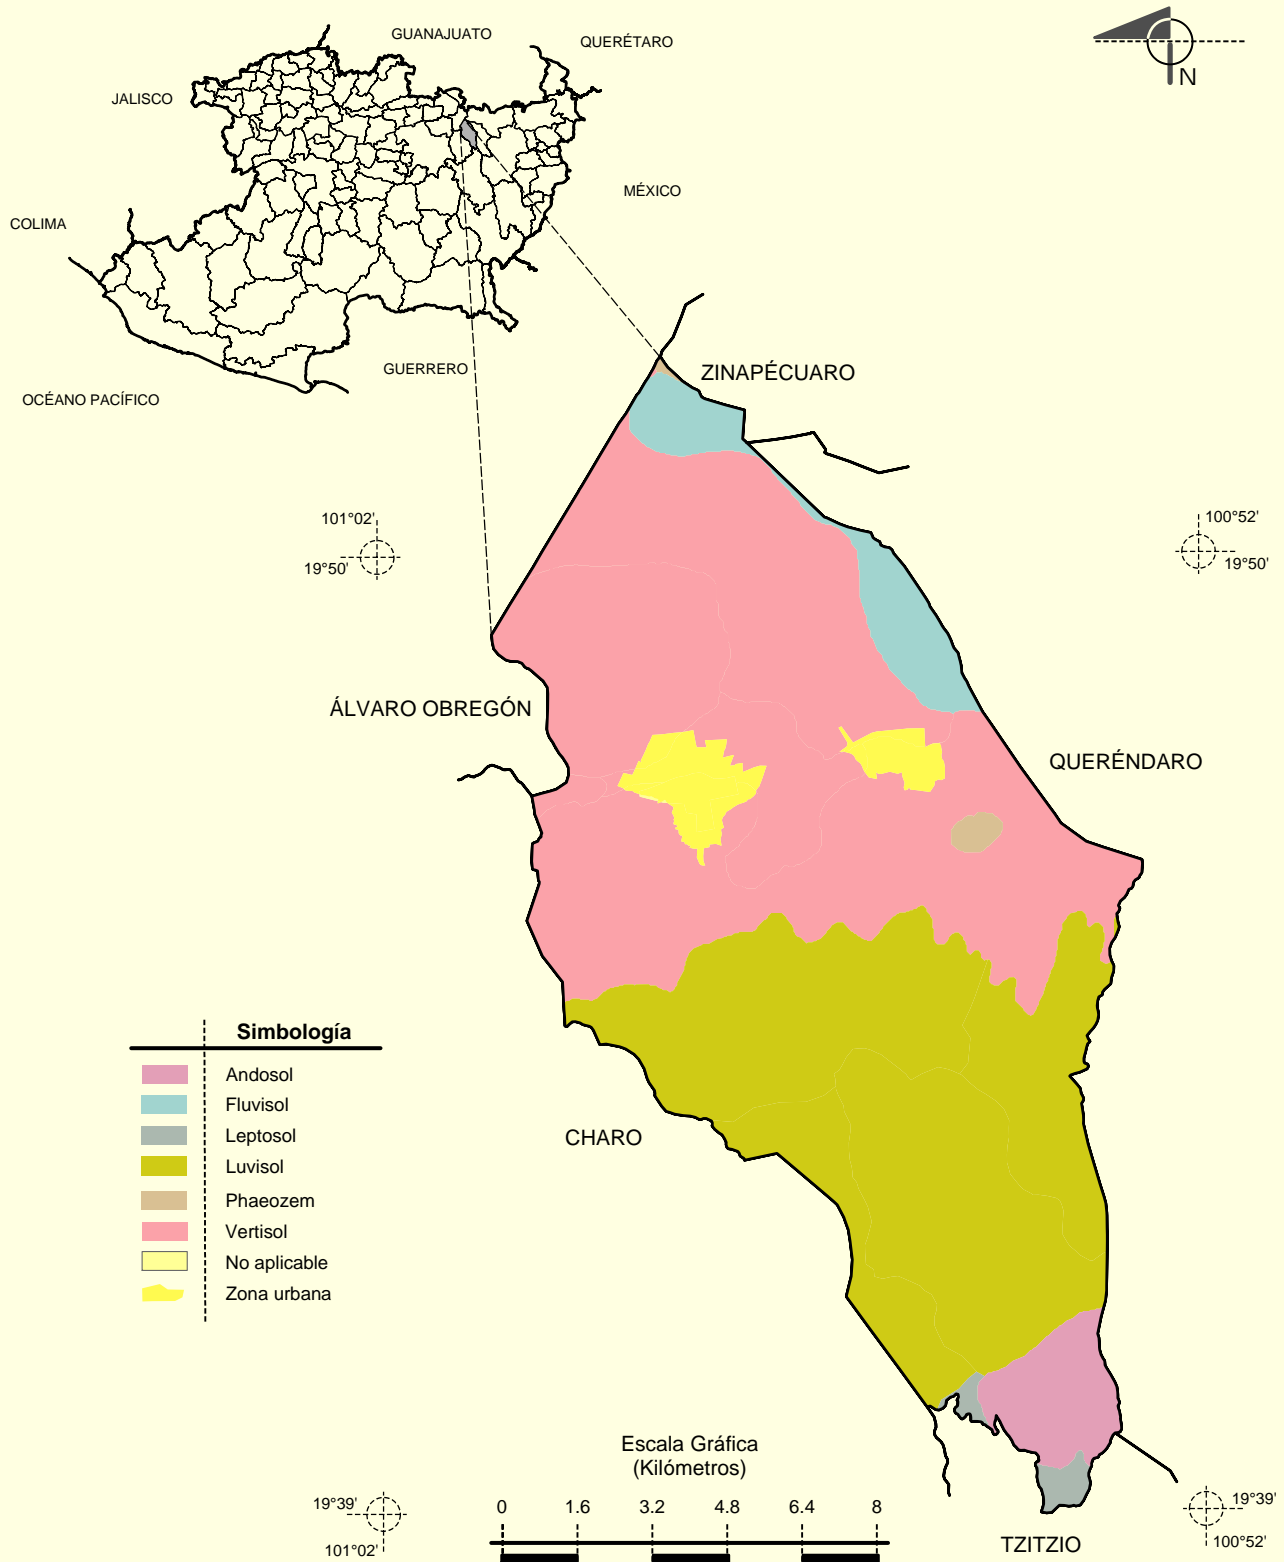 GUANAJUATO
QUERÉTARO
JALISCO
N
MÉXICO
COLIMA
GUERRERO
OCÉANO PACÍFICO
ZINAPÉCUARO
101°02'
19°50'
100°52'
19°50'
ÁLVARO OBREGÓN
QUERÉNDARO
Simbología
Andosol
Fluvisol
Leptosol
Luvisol
Phaeozem
Vertisol
No aplicable
Zona urbana
CHARO
Escala Gráfica
(Kilómetros)
0 1.6 3.2 4.8 6.4 8
19°39'
101°02'
19°39'
100°52'
TZITZIO